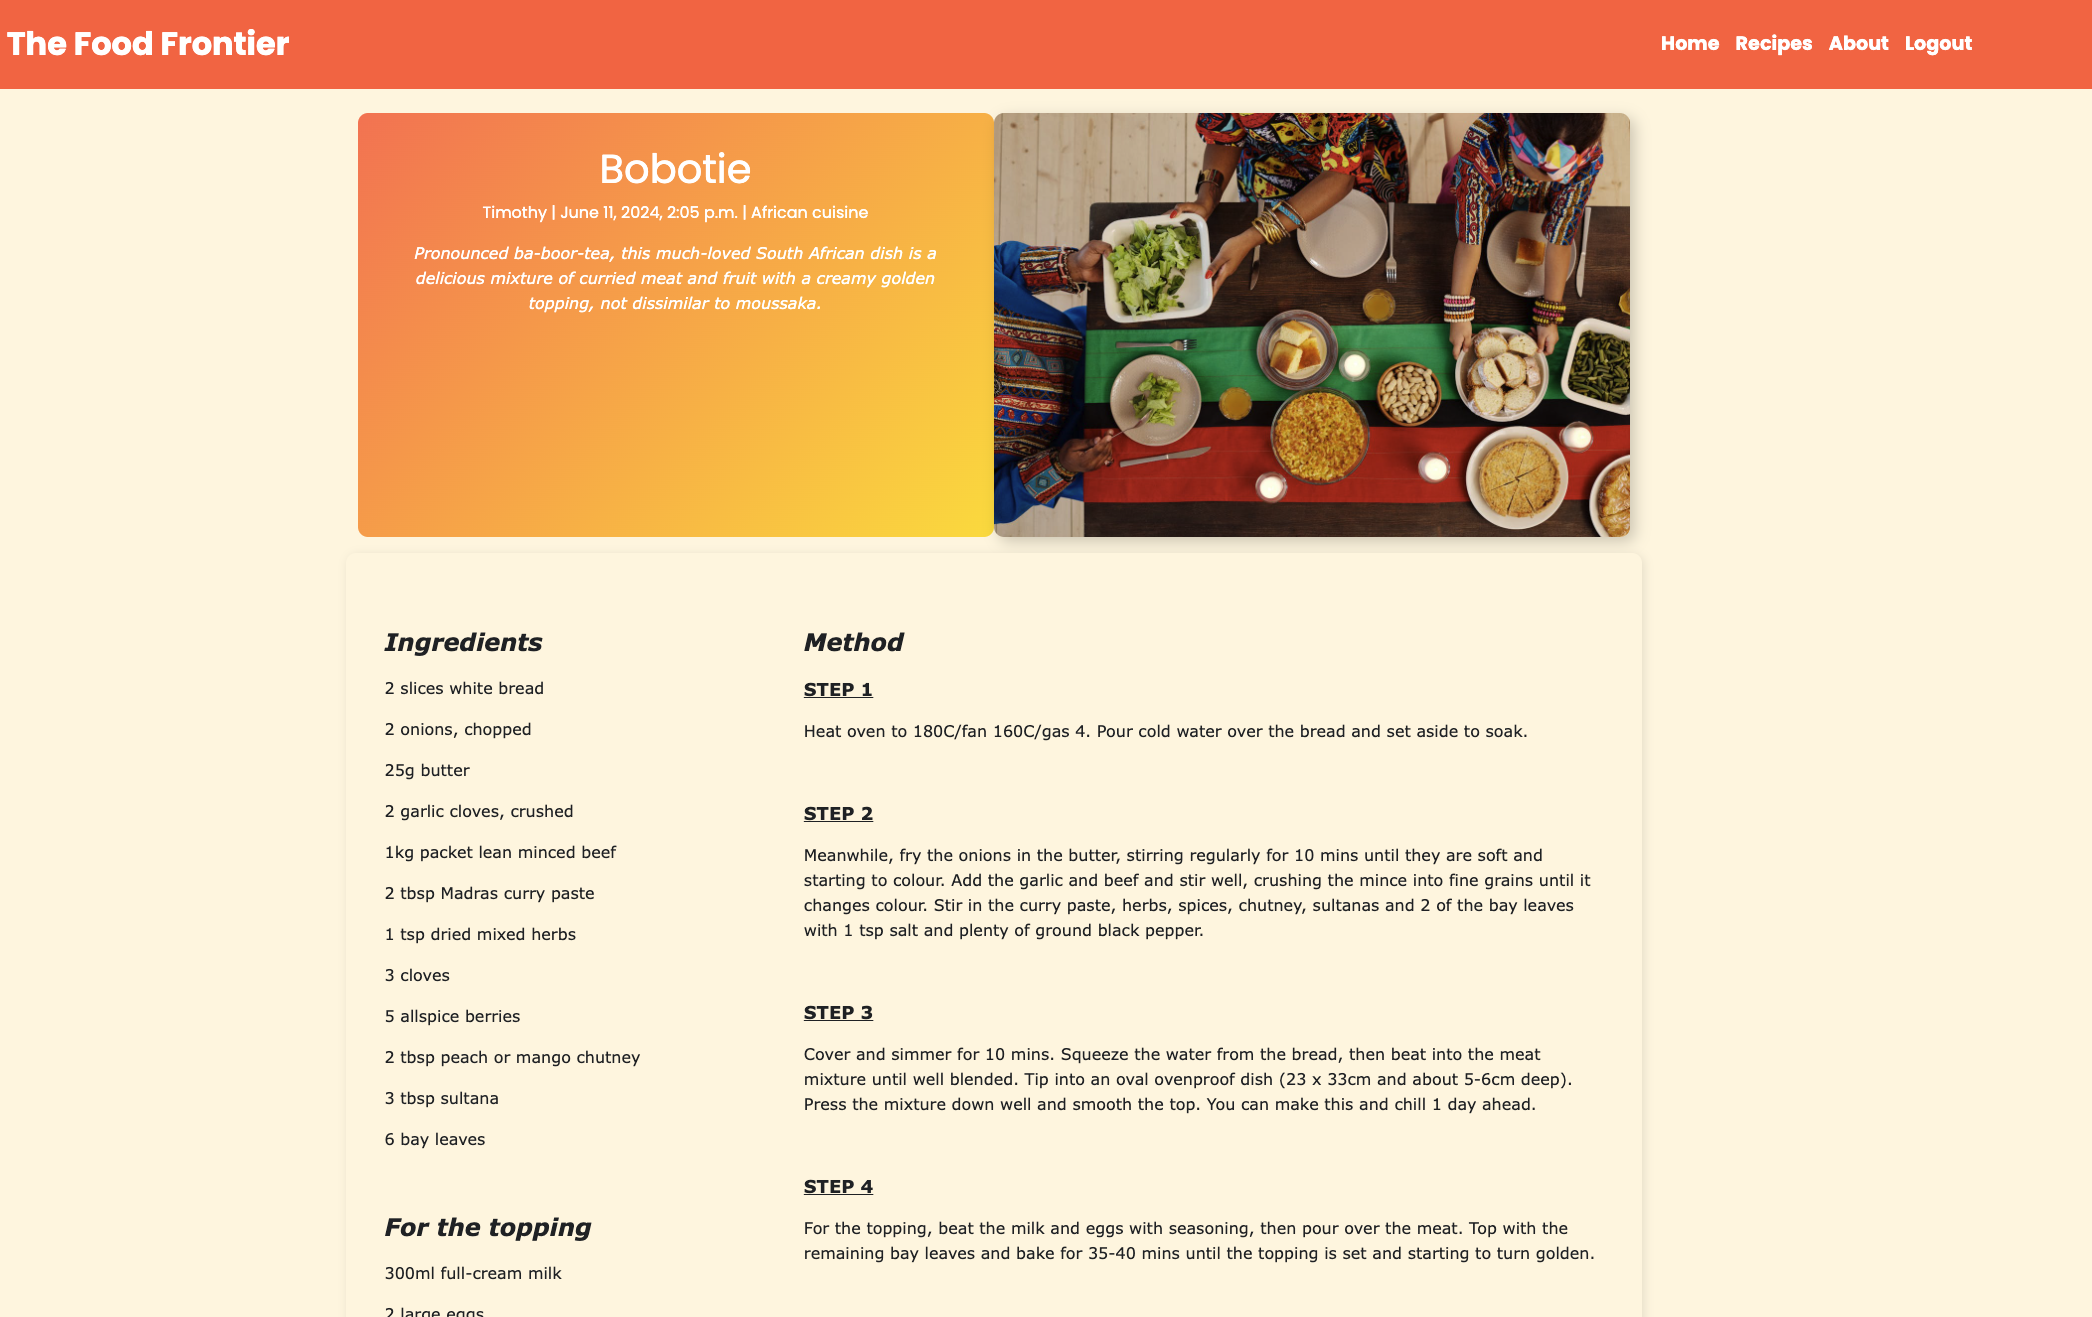 The Food Frontier
Home Recipes About Logout
Bobotie
Timothy | June 11, 2024, 2:05 p.m. | African cuisine
Pronounced ba-boor-tea, this much-loved South African dish is a
delicious mixture of curried meat and fruit with a creamy golden
topping, not dissimilar to moussaka.
Ingredients
2 slices white bread
2 onions, chopped
25g butter
2 garlic cloves, crushed
1kg packet lean minced beef
2 tbsp Madras curry paste
1 tsp dried mixed herbs
3 cloves
5 allspice berries
2 tbsp peach or mango chutney
3 tbsp sultana
6 bay leaves
For the topping
300ml full-cream milk
2 large eggs
Method
STEP 1
Heat oven to 180C/fan 160C/gas 4. Pour cold water over the bread and set aside to soak.
STEP 2
Meanwhile, fry the onions in the butter, stirring regularly for 10 mins until they are soft and
starting to colour. Add the garlic and beef and stir well, crushing the mince into fine grains until it
changes colour. Stir in the curry paste, herbs, spices, chutney, sultanas and 2 of the bay leaves
with 1 tsp salt and plenty of ground black pepper.
STEP 3
Cover and simmer for 10 mins. Squeeze the water from the bread, then beat into the meat
mixture until well blended. Tip into an oval ovenproof dish (23 x 33cm and about 5-6cm deep).
Press the mixture down well and smooth the top. You can make this and chill 1 day ahead.
STEP 4
For the topping, beat the milk and eggs with seasoning, then pour over the meat. Top with the
remaining bay leaves and bake for 35-40 mins until the topping is set and starting to turn golden.